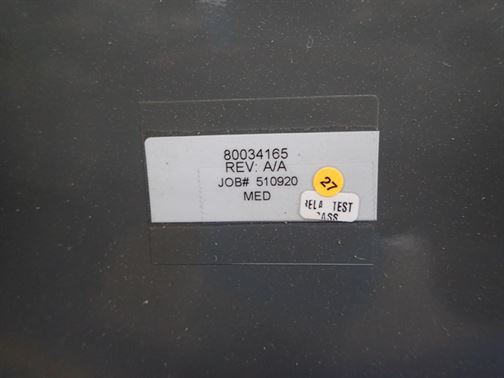 80034165
REV: A/A
JOB# 510920
MED
27
TEST